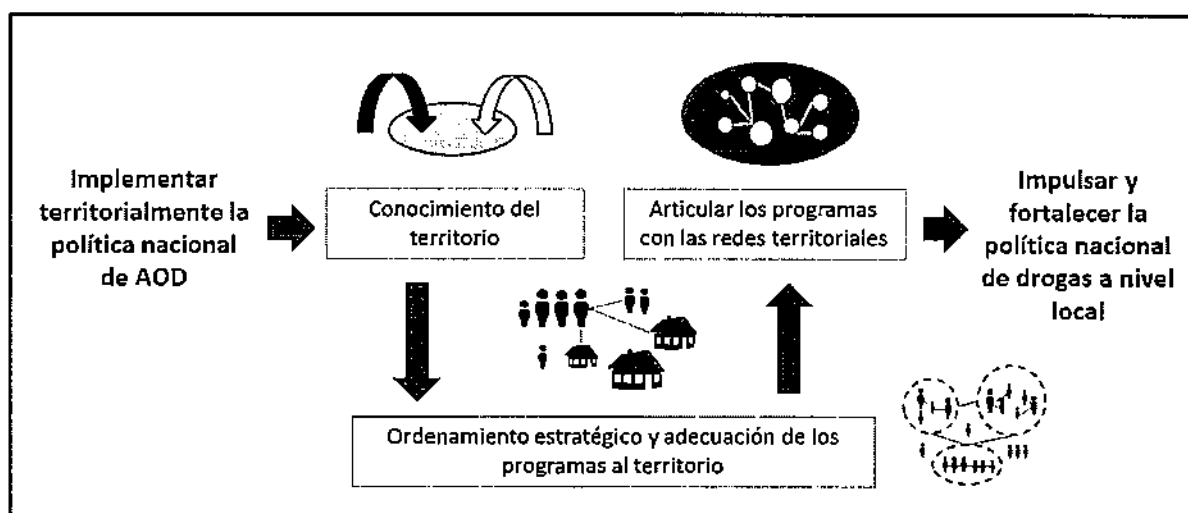 Implementar
territorialmente la
política nacional
de AOD
Conocimiento del
territorio
Articular los programas
con las redes territoriales
Impulsar y
fortalecer la
política nacional
de drogas a nivel
local
Ordenamiento estratégico y adecuación de los
programas al territorio